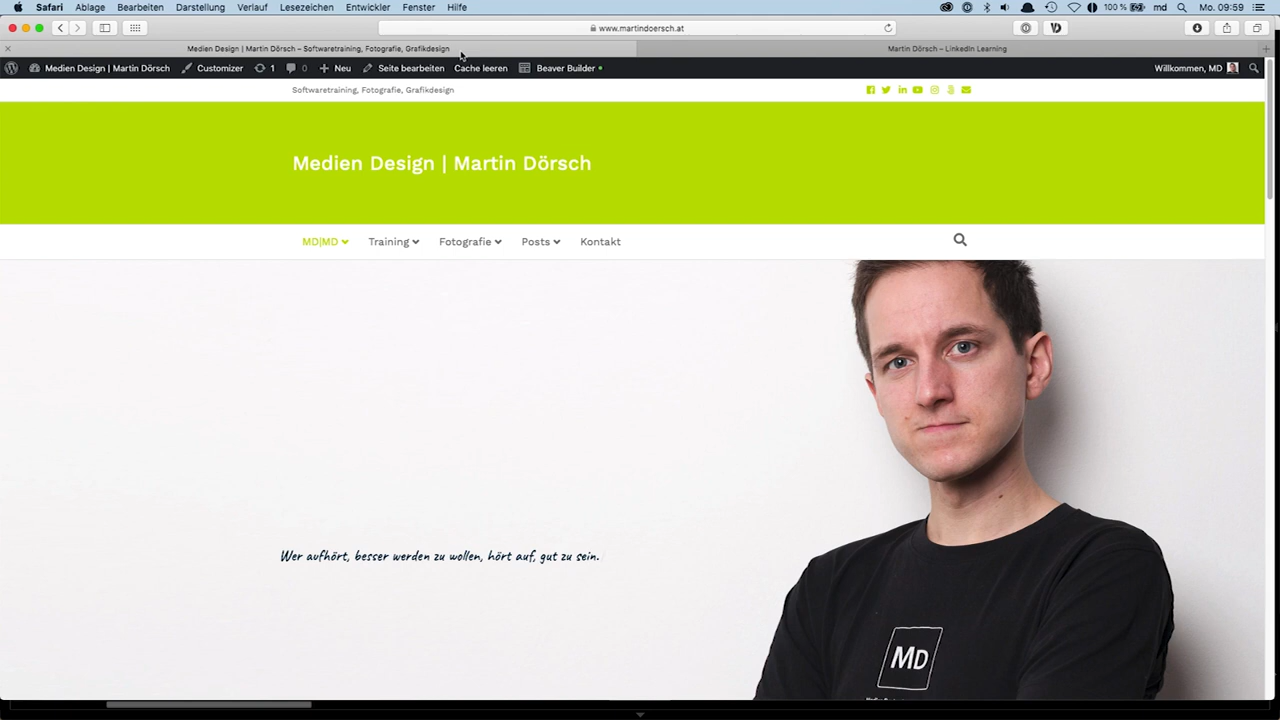 Safari Ablage Bearbeiten Darstellung Verlauf Lesezeichen Entwickler Fenster Hilfe 100 % md Mo. 09:59
www.martindoersch.at
Medien Design | Martin Dörsch – Softwaretraining, Fotografie, Grafikdesign Martin Dörsch – LinkedIn Learning
Medien Design | Martin Dörsch Customizer 1 0 Neu Seite bearbeiten Cache leeren Beaver Builder Willkommen, MD
Softwaretraining, Fotografie, Grafikdesign
Medien Design | Martin Dörsch
MD|MD Training Fotografie Posts Kontakt
Wer aufhört, besser werden zu wollen, hört auf, gut zu sein.
MD